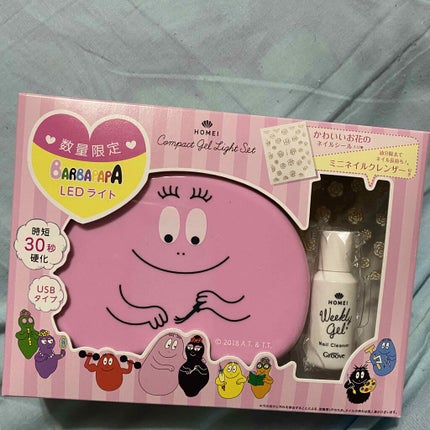 数量限定
BARBAPAPA
LEDライト
HOMEI
Compact Gel Light Set
かわいいお花の
ネイルシール
ミニネイルクレンザー
時短
30秒
硬化
USB
タイプ
© 2018 A.T. & T.T.
HOMEI
Weekly
gel
Nail Cleanser
Groove